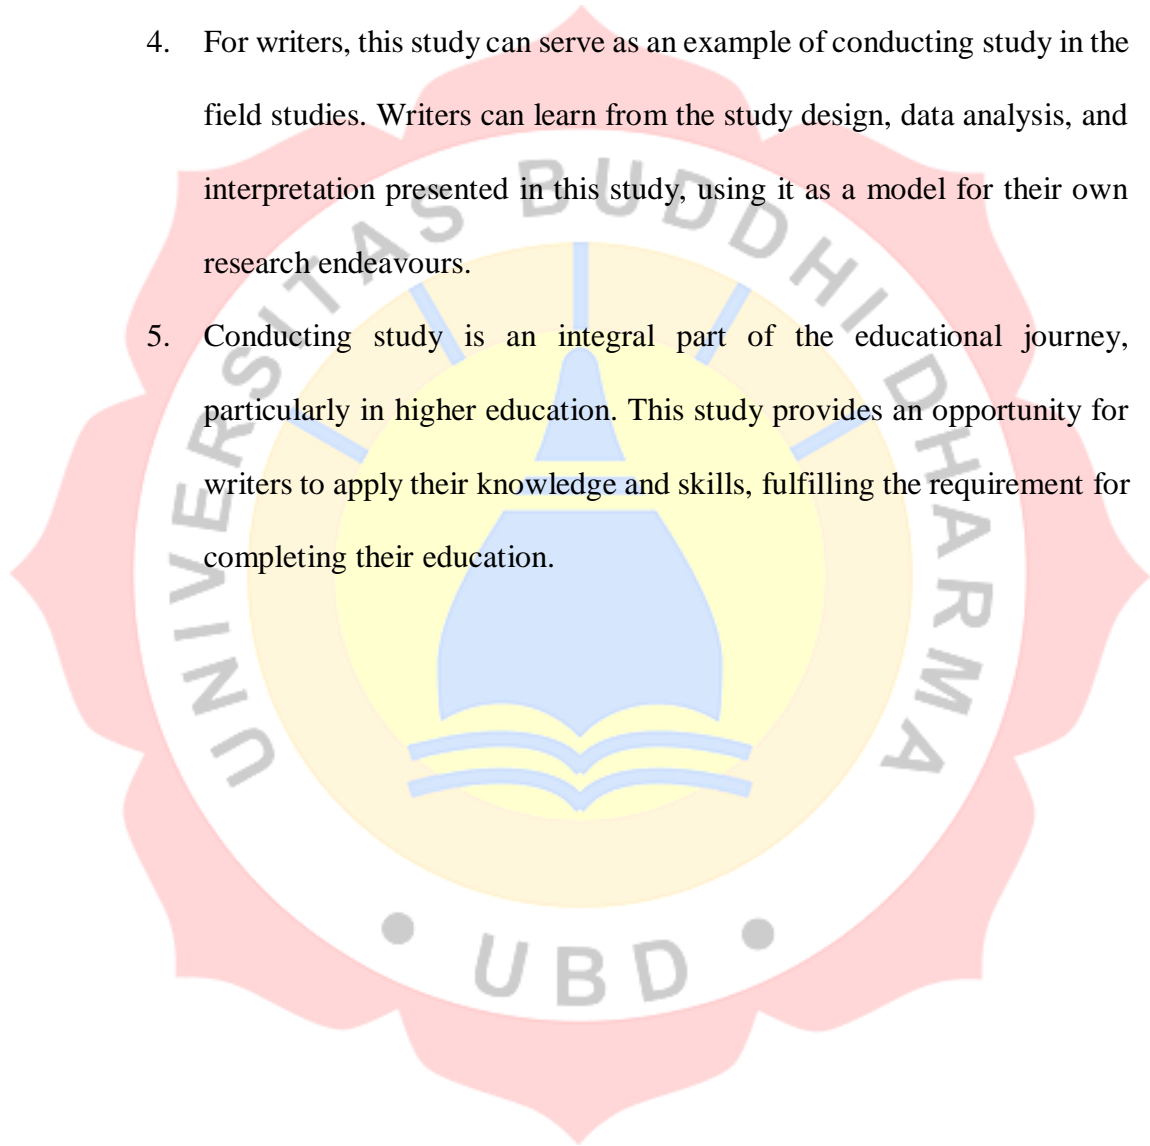 4. For writers, this study can serve as an example of conducting study in the
field studies. Writers can learn from the study design, data analysis, and
interpretation presented in this study, using it as a model for their own
research endeavours.
5. Conducting study is an integral part of the educational journey,
particularly in higher education. This study provides an opportunity for
writers to apply their knowledge and skills, fulfilling the requirement for
completing their education.
UNIVERSITAS BUDDHI DHARMA
• UBD •